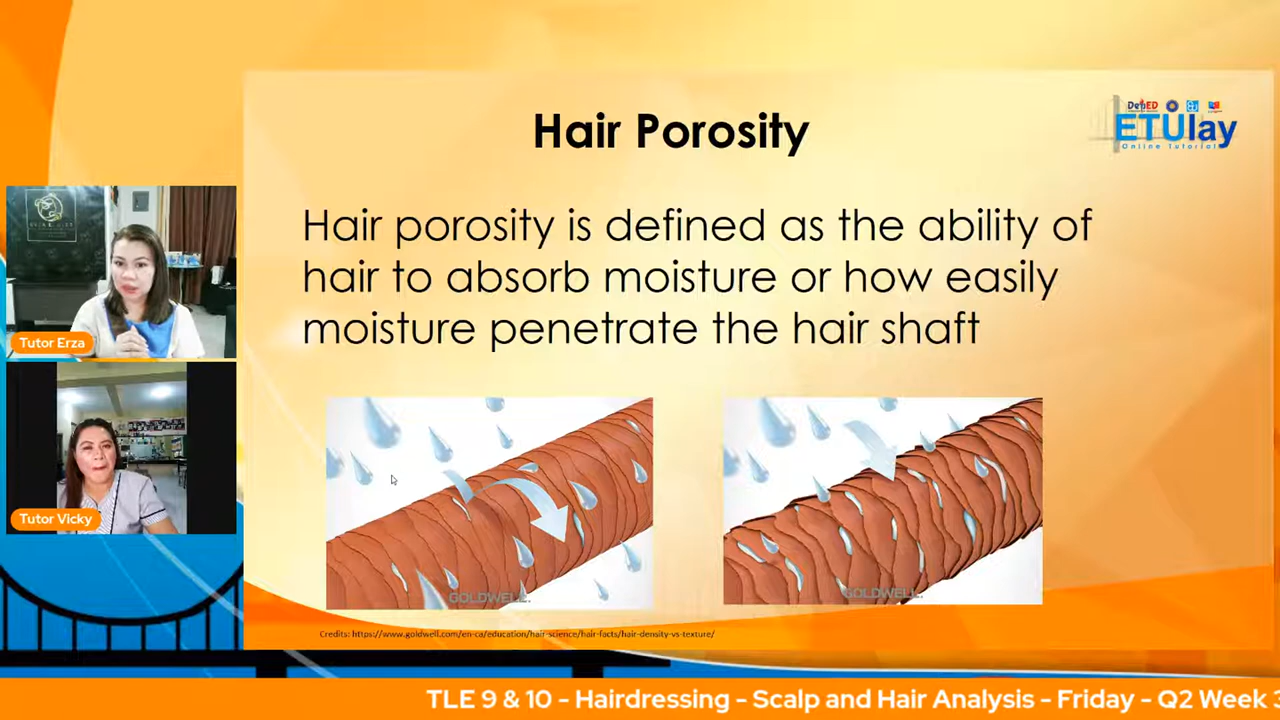 Hair Porosity
DepED
ETUlay
Online Tutorial
Hair porosity is defined as the ability of
hair to absorb moisture or how easily
moisture penetrate the hair shaft
Tutor Erza
Tutor Vicky
GOLDWELL.
GOLDWELL.
Credits: https://www.goldwell.com/en-ca/education/hair-science/hair-facts/hair-density-vs-texture/
TLE 9 & 10 - Hairdressing - Scalp and Hair Analysis - Friday - Q2 Week 3